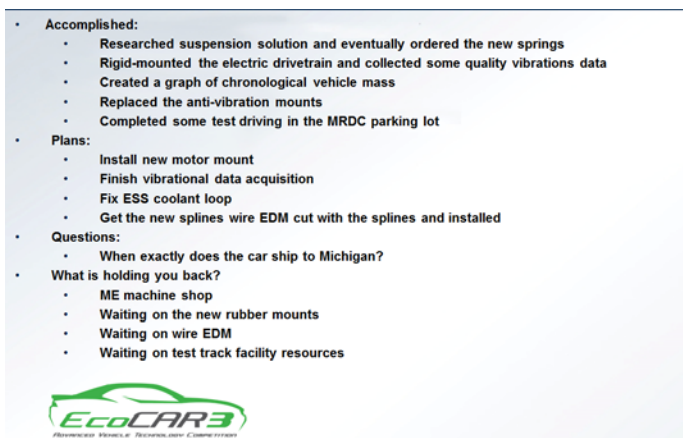 • Accomplished:
• Researched suspension solution and eventually ordered the new springs
• Rigid-mounted the electric drivetrain and collected some quality vibrations data
• Created a graph of chronological vehicle mass
• Replaced the anti-vibration mounts
• Completed some test driving in the MRDC parking lot
• Plans:
• Install new motor mount
• Finish vibrational data acquisition
• Fix ESS coolant loop
• Get the new splines wire EDM cut with the splines and installed
• Questions:
• When exactly does the car ship to Michigan?
• What is holding you back?
• ME machine shop
• Waiting on the new rubber mounts
• Waiting on wire EDM
• Waiting on test track facility resources
EcoCAR3
Advanced Vehicle Technology Competition